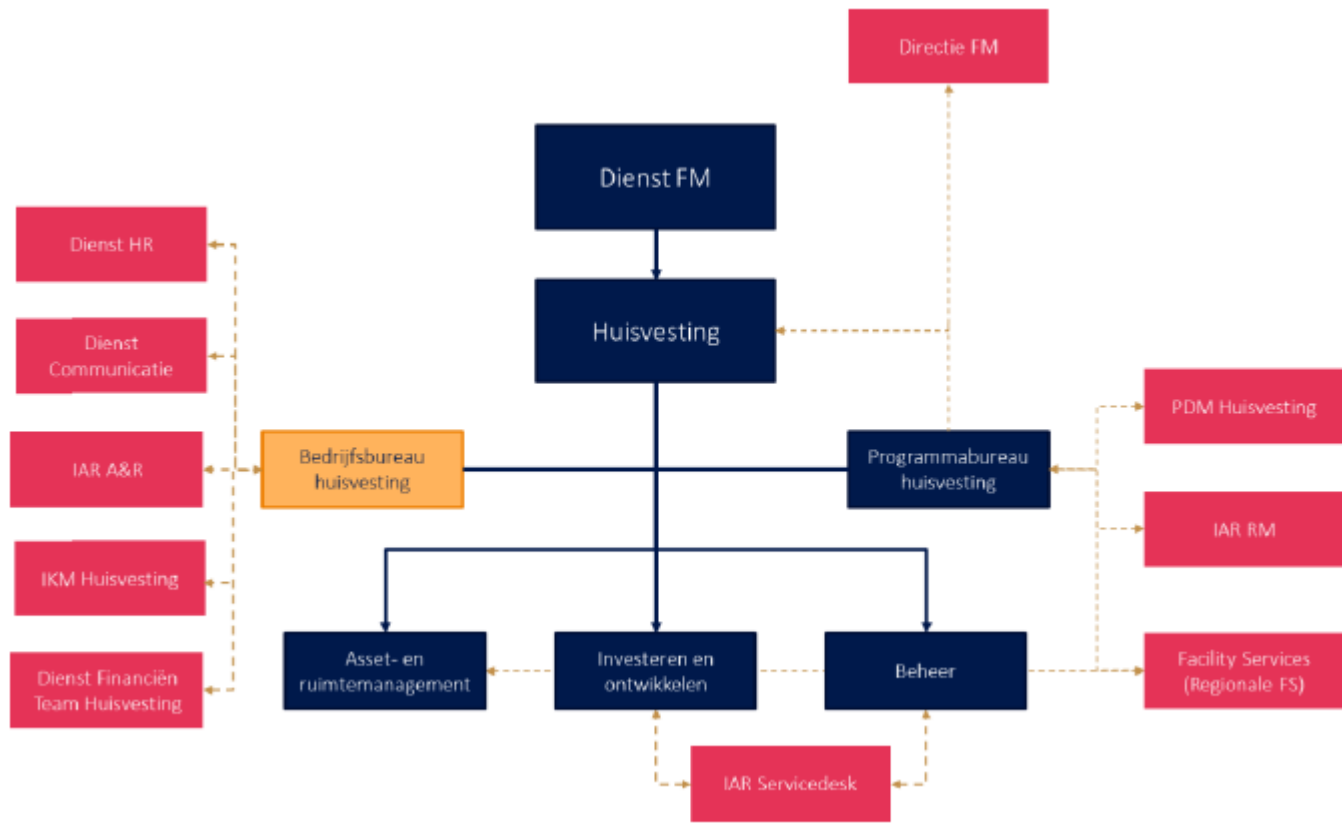 Directie FM
Dienst FM
Dienst HR
Huisvesting
Dienst
Communicatie
PDM Huisvesting
IAR A&R
Bedrijfsbureau
huisvesting
Programmabureau
huisvesting
IAR RM
IKM Huisvesting
Asset- en
ruimtemanagement
Investeren en
ontwikkelen
Beheer
Facility Services
(Regionale FS)
Dienst Financiën
Team Huisvesting
IAR Servicedesk